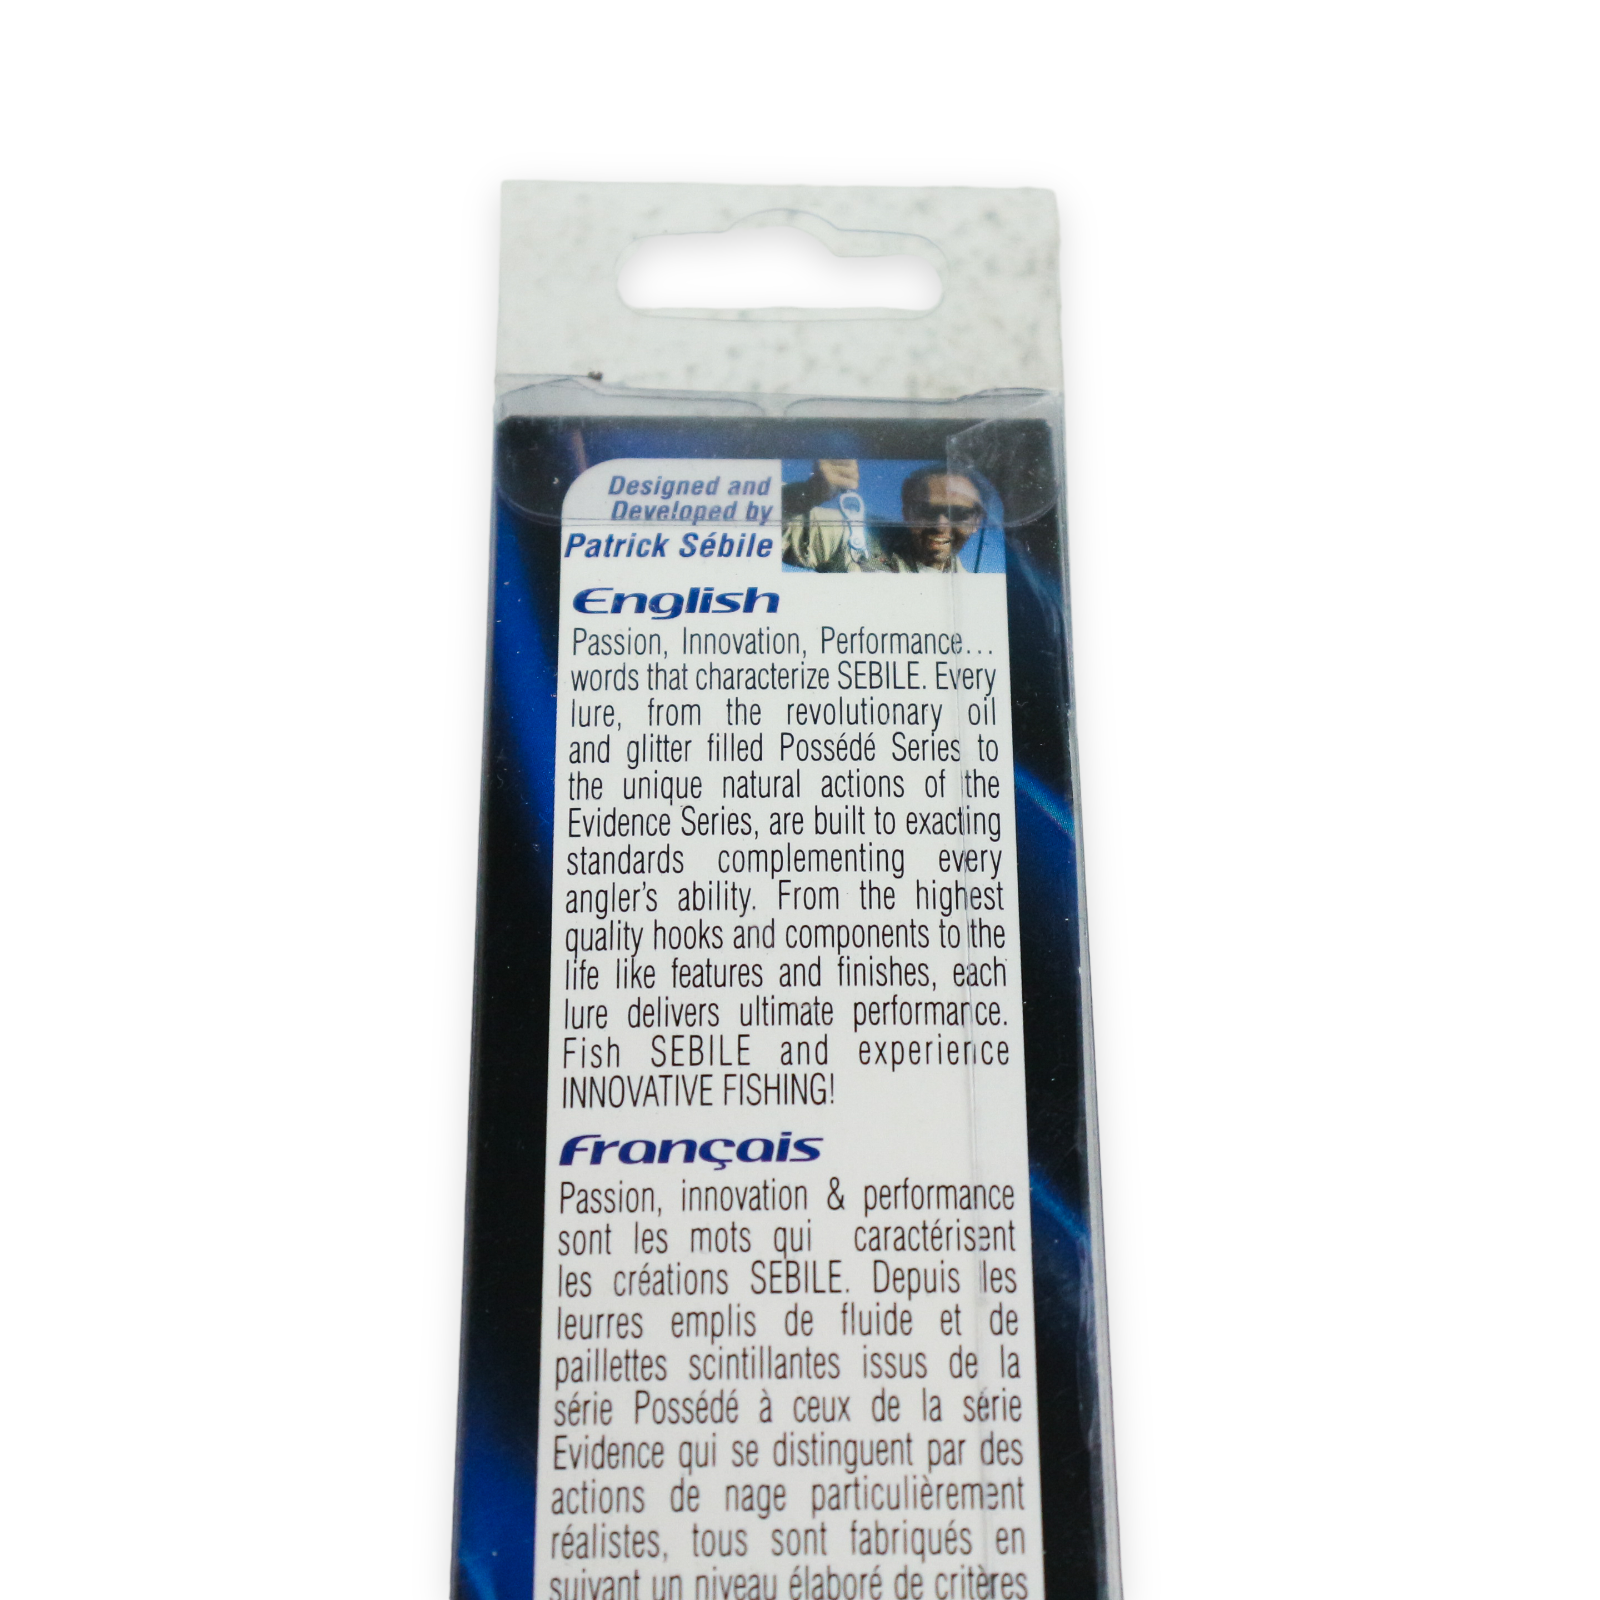 Designed and
Developed by
Patrick Sébile
English
Passion, Innovation, Performance...
words that characterize SEBILE. Every
lure, from the revolutionary oil
and glitter filled Possédé Series to
the unique natural actions of the
Evidence Series, are built to exacting
standards complementing every
angler's ability. From the highest
quality hooks and components to the
life like features and finishes, each
lure delivers ultimate performance.
Fish SEBILE and experience
INNOVATIVE FISHING!
Français
Passion, innovation & performance
sont les mots qui caractérisent
les créations SEBILE. Depuis les
leurres emplis de fluide et de
paillettes scintillantes issus de la
série Possédé à ceux de la série
Evidence qui se distinguent par des
actions de nage particulièrement
réalistes, tous sont fabriqués en
suivant un niveau élaboré de critères